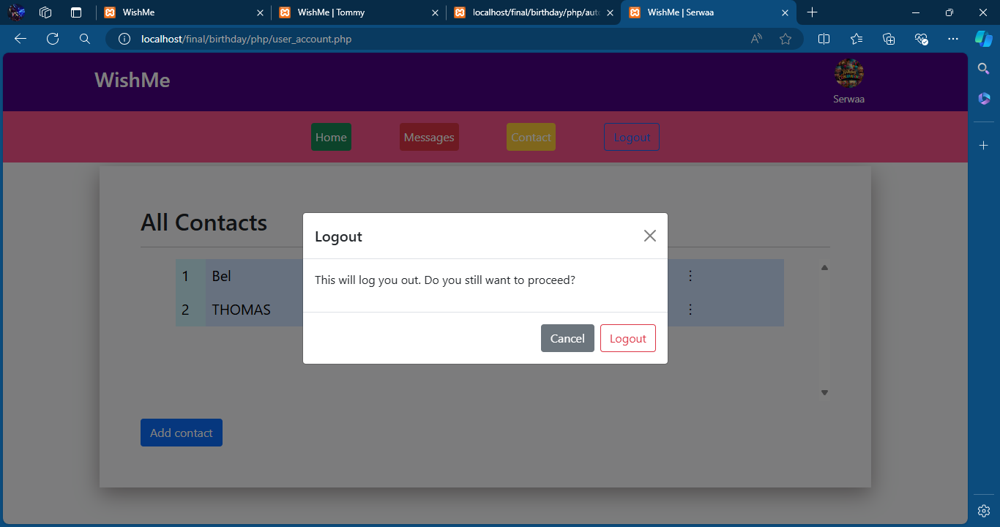 WishMe
WishMe | Tommy
localhost/final/birthday/php/aut
WishMe | Serwaa
localhost/final/birthday/php/user_account.php
WishMe
Serwaa
Home
Messages
Contact
Logout
All Contacts
Logout
This will log you out. Do you still want to proceed?
1 Bel
2 THOMAS
Cancel
Logout
Add contact